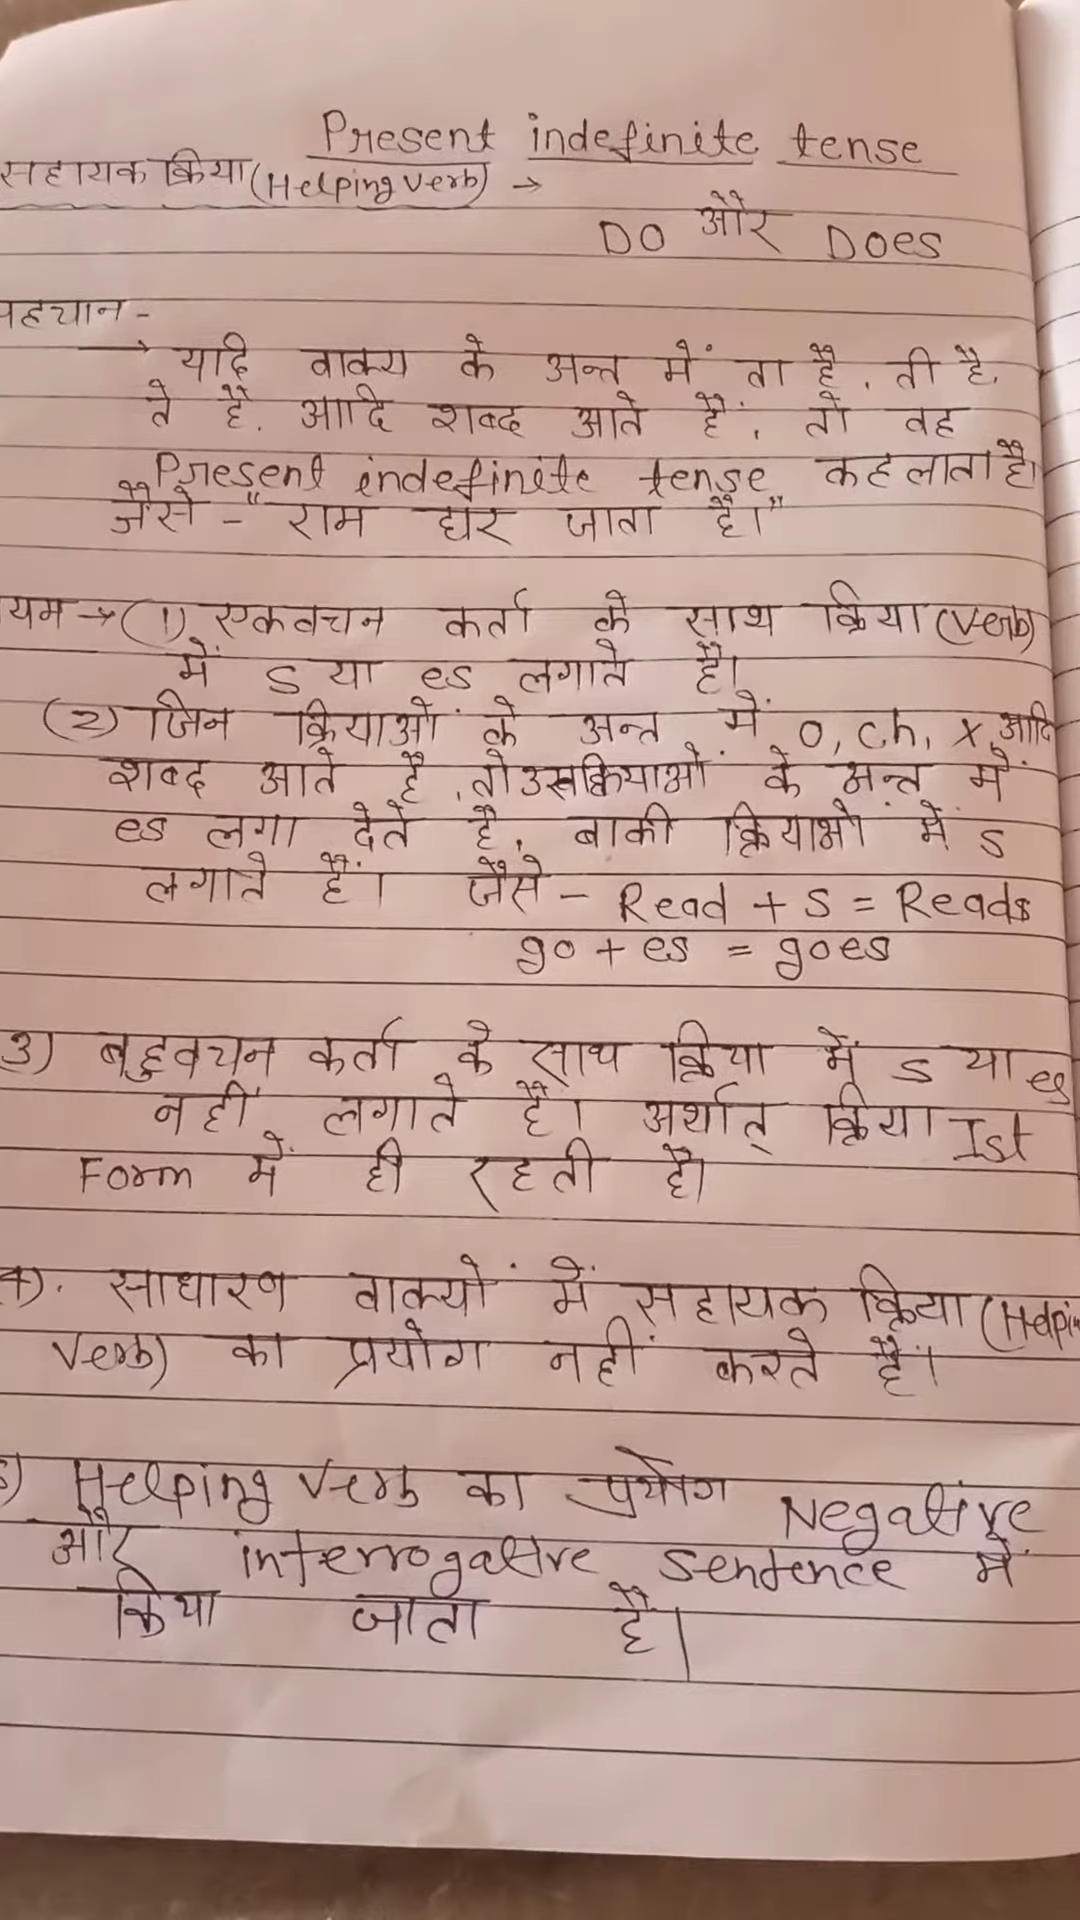 Present indefinite tense
सहायक क्रिया (Helping verb) →
DO और DOES
पहचान -
→ यादि वाक्य के अन्त में ता है, ती है,
ते हैं, आदि शब्द आते हैं, तो वह
Present indefinite tense कहलाता है।
जैसे - "राम घर जाता है।"
यम → (1) एकवचन कर्ता के साथ क्रिया (Verb)
में s या es लगाते है।
(2) जिन क्रियाओं के अन्त में o, ch, x आदि
शब्द आते है, तो उसक्रियाओं के अन्त में
es लगा देते है, बाकी क्रियाओ में s
लगाते हैं। जैसे - Read + s = Reads
go + es = goes
3) बहुवचन कर्ता के साथ क्रिया में s या es
नहीं लगाते हैं। अर्थात् क्रिया Ist
Form में ही रहती है।
4). साधारण वाक्यों में सहायक क्रिया (Helpin
Verb) का प्रयोग नहीं करते हैं।
5) Helping verb का प्रयोग Negative
और interrogative sentence में
किया जाता है।